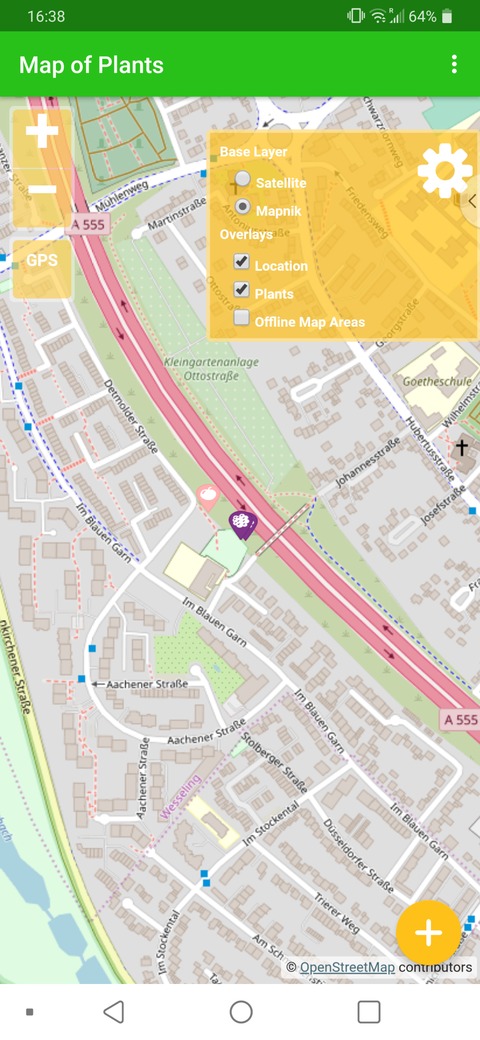 16:38
R
64%
Map of Plants
Base Layer
Satellite
Mapnik
Overlays
Location
Plants
Offline Map Areas
GPS
Mühlenweg
A 555
Martinstraße
Friedensweg
Kleingartenanlage
Ottostraße
Goetheschule
Detmolder Straße
Hubertusstraße
Johannesstraße
Josefstraße
Im Blauen Garn
Im Blauen Garn
Aachener Straße
Aachener Straße
Aachener Straße
Im Blauen Garn
A 555
Stolberger Straße
Wesseling
Im Stockental
Düsseldorfer Straße
Im Blauen Garn
Trierer Weg
Im Stockental
© OpenStreetMap contributors